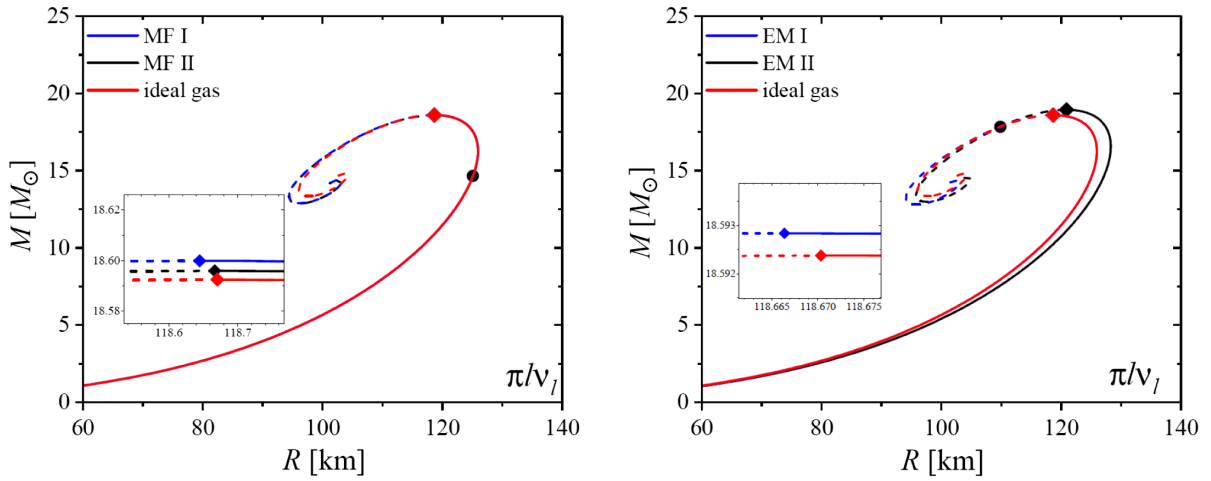 MF I
MF II
ideal gas
M [M⊙]
25
20
15
10
5
0
18.62
18.60
18.58
118.6 118.7
π/νl
60 80 100 120 140
R [km]
EM I
EM II
ideal gas
M [M⊙]
25
20
15
10
5
0
18.593
18.592
118.665 118.670 118.675
π/νl
60 80 100 120 140
R [km]